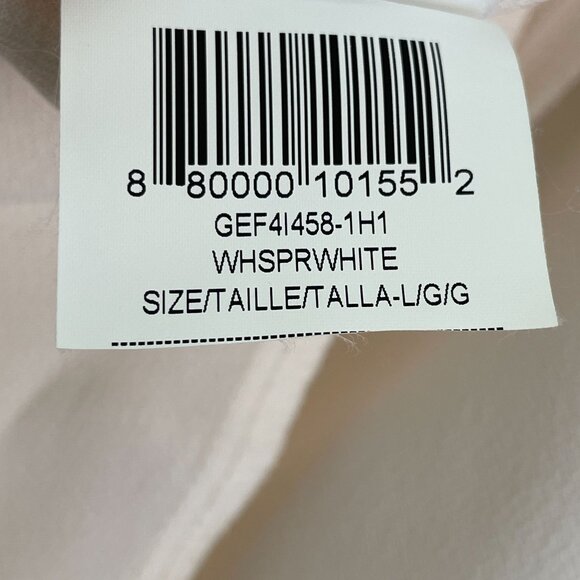 8 80000 10155 2
GEF4I458-1H1
WHSPRWHITE
SIZE/TAILLE/TALLA-L/G/G